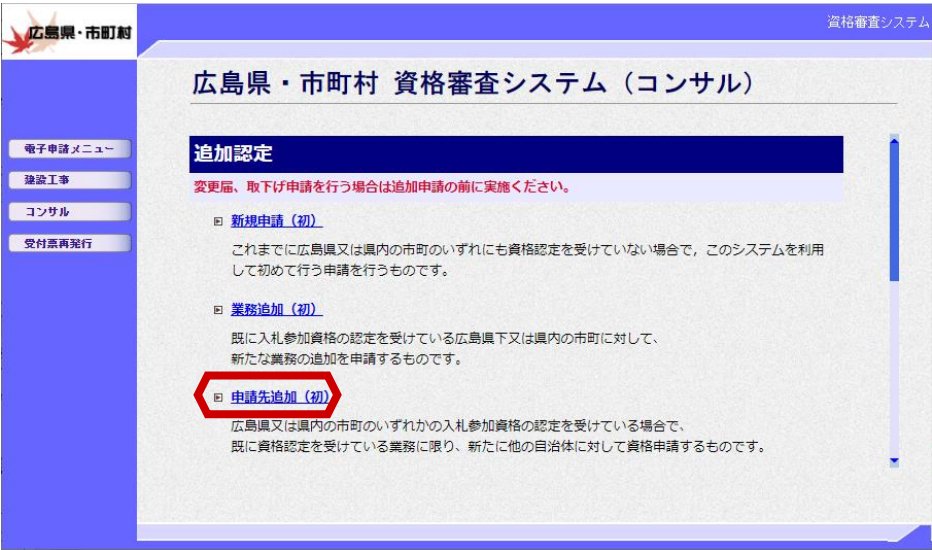 広島県・市町村
資格審査システム
広島県・市町村 資格審査システム（コンサル）
電子申請メニュー
建設工事
コンサル
受付票再発行
追加認定
変更届、取下げ申請を行う場合は追加申請の前に実施ください。
新規申請（初）
これまでに広島県又は県内の市町のいずれにも資格認定を受けていない場合で，このシステムを利用
して初めて行う申請を行うものです。
業務追加（初）
既に入札参加資格の認定を受けている広島県下又は県内の市町に対して、
新たな業務の追加を申請するものです。
申請先追加（初）
広島県又は県内の市町のいずれかの入札参加資格の認定を受けている場合で、
既に資格認定を受けている業務に限り、新たに他の自治体に対して資格申請するものです。